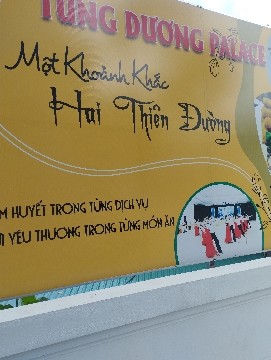 TÙNG DƯƠNG PALACE
Một Khoảnh Khắc
Hai Thiên Đường
M HUYẾT TRONG TỪNG DỊCH VỤ
I YÊU THƯƠNG TRONG TỪNG MÓN ĂN